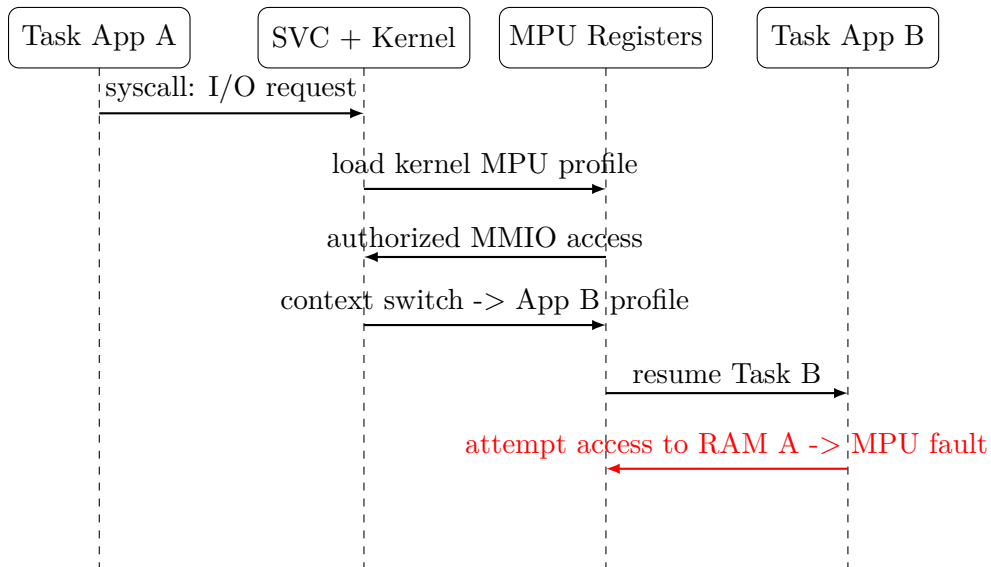 Task App A
SVC + Kernel
MPU Registers
Task App B
syscall: I/O request
load kernel MPU profile
authorized MMIO access
context switch -> App B profile
resume Task B
attempt access to RAM A -> MPU fault